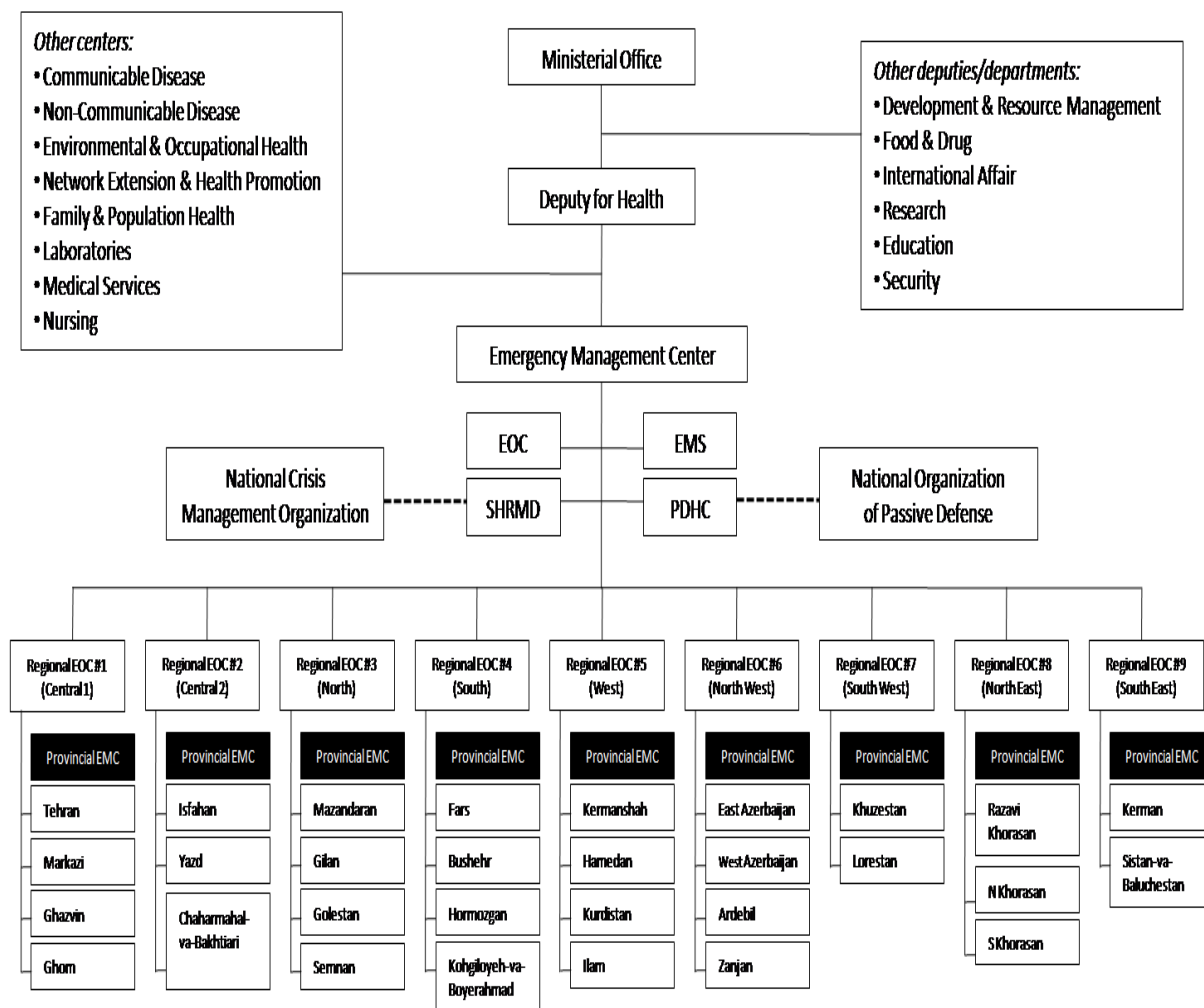 Other centers:
• Communicable Disease
• Non-Communicable Disease
• Environmental & Occupational Health
• Network Extension & Health Promotion
• Family & Population Health
• Laboratories
• Medical Services
• Nursing
Ministerial Office
Other deputies/departments:
• Development & Resource Management
• Food & Drug
• International Affair
• Research
• Education
• Security
Deputy for Health
Emergency Management Center
EOC
EMS
National Crisis
Management Organization
SHRMD
PDHC
National Organization
of Passive Defense
Regional EOC #1
(Central 1)
Provincial EMC
Tehran
Markazi
Ghazvin
Ghom
Regional EOC #2
(Central 2)
Provincial EMC
Isfahan
Yazd
Chaharmahal-
va-Bakhtiari
Regional EOC #3
(North)
Provincial EMC
Mazandaran
Gilan
Golestan
Semnan
Regional EOC #4
(South)
Provincial EMC
Fars
Bushehr
Hormozgan
Kohgiloyeh-va-
Boyerahmad
Regional EOC #5
(West)
Provincial EMC
Kermanshah
Hamedan
Kurdistan
Ilam
Regional EOC #6
(North West)
Provincial EMC
East Azerbaijan
West Azerbaijan
Ardebil
Zanjan
Regional EOC #7
(South West)
Provincial EMC
Khuzestan
Lorestan
Regional EOC #8
(North East)
Provincial EMC
Razavi
Khorasan
N Khorasan
S Khorasan
Regional EOC #9
(South East)
Provincial EMC
Kerman
Sistan-va-
Baluchestan